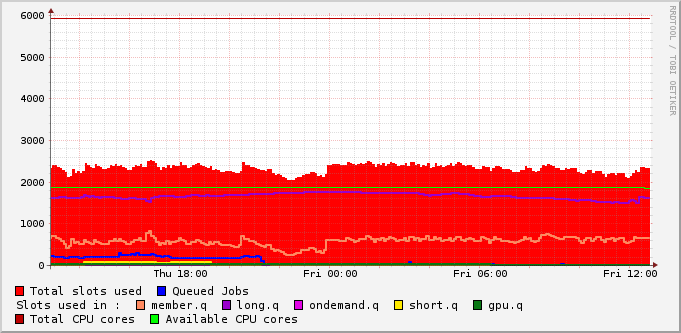 6000
5000
4000
3000
2000
1000
0
Thu 18:00 Fri 00:00 Fri 06:00 Fri 12:00
Total slots used Queued Jobs
Slots used in : member.q long.q ondemand.q short.q gpu.q
Total CPU cores Available CPU cores
RRDTOOL / TOBI OETIKER